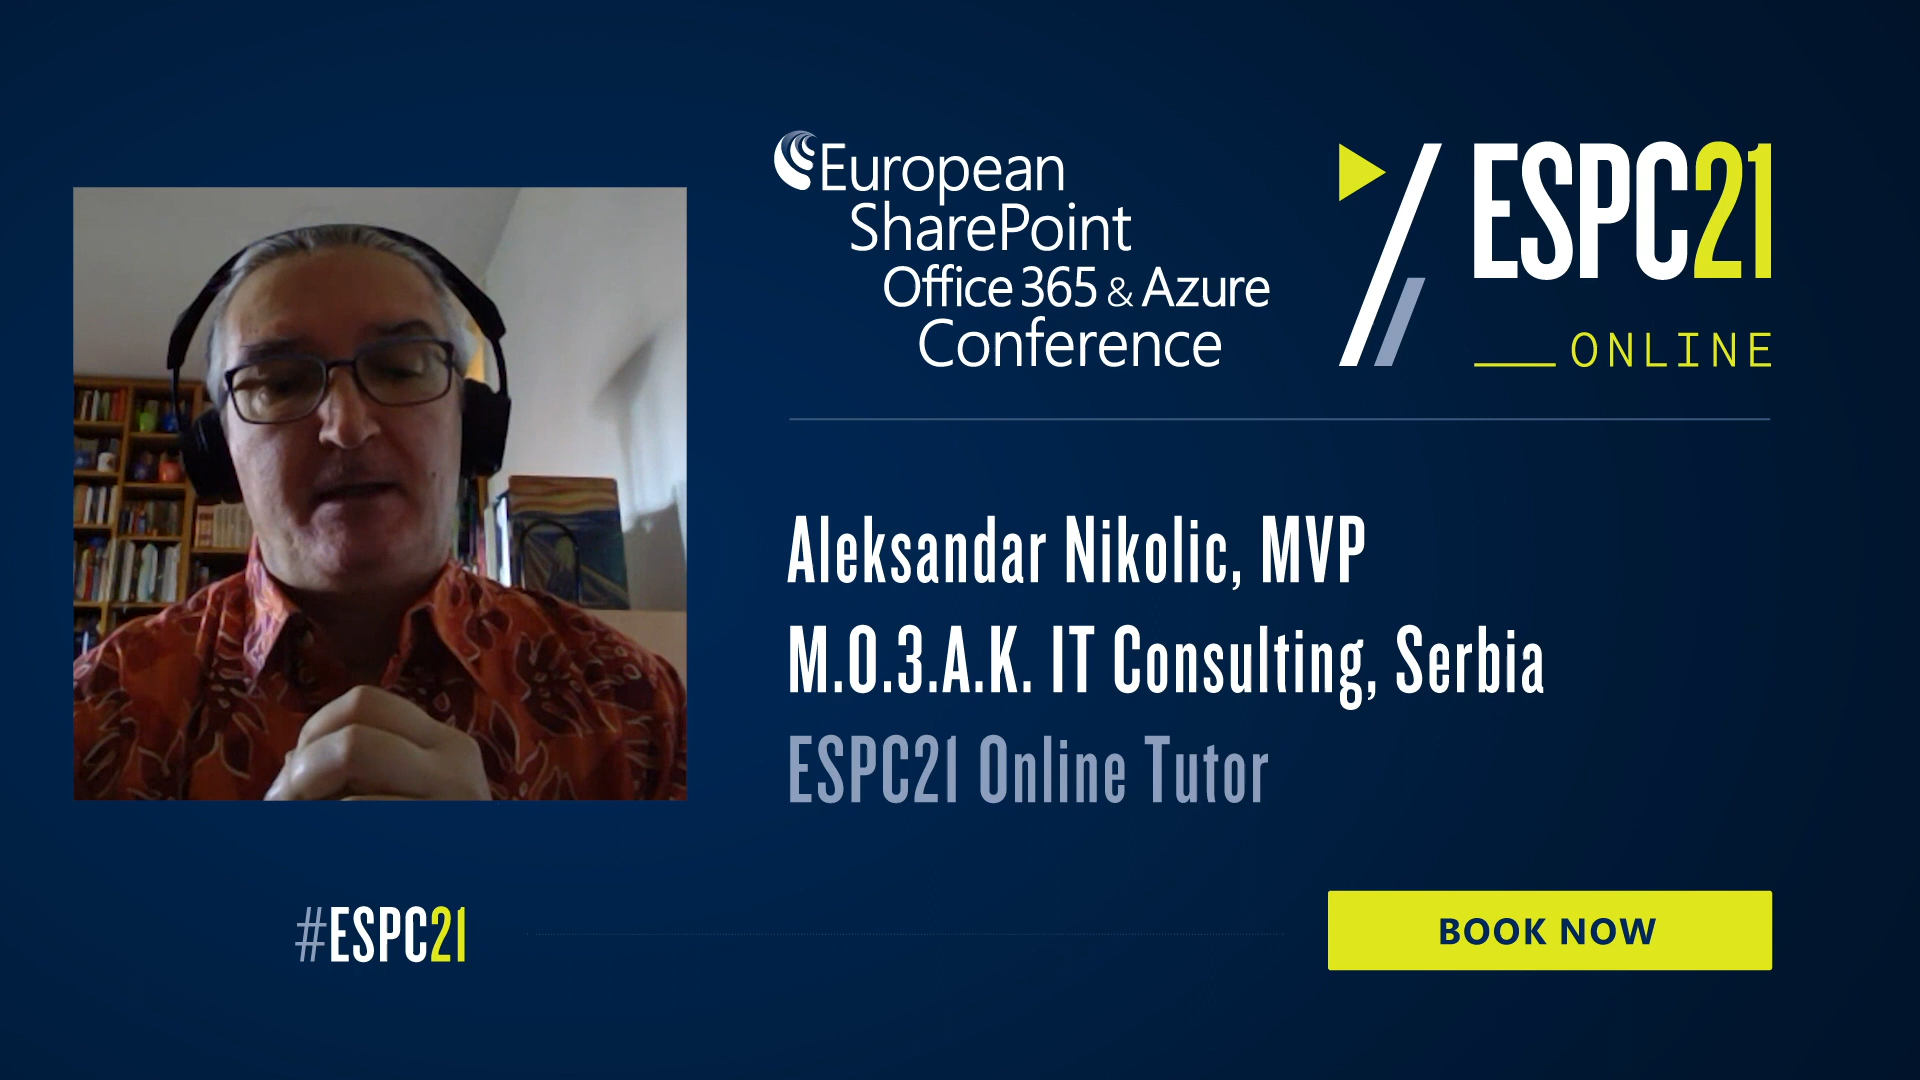 European
SharePoint
Office 365 & Azure
Conference
ESPC21
ONLINE
Aleksandar Nikolic, MVP
M.O.3.A.K. IT Consulting, Serbia
ESPC21 Online Tutor
#ESPC21
BOOK NOW